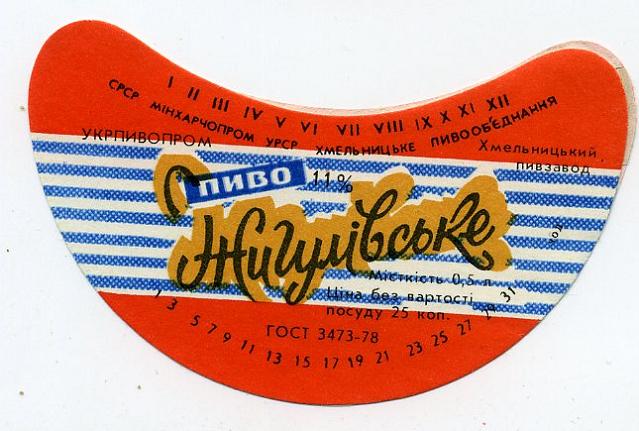 I II III IV V VI VII VIII IX X XI XII
СРСР МІНХАРЧОПРОМ УРСР ХМЕЛЬНИЦЬКЕ ПИВООБ'ЄДНАННЯ
УКРПИВОПРОМ
Хмельницький
пивзавод
ПИВО 11%
Жигулівське
Місткість 0,5 л
Ціна без вартості
посуду 25 коп.
ГОСТ 3473-78
1 3 5 7 9 11 13 15 17 19 21 23 25 27 29 31